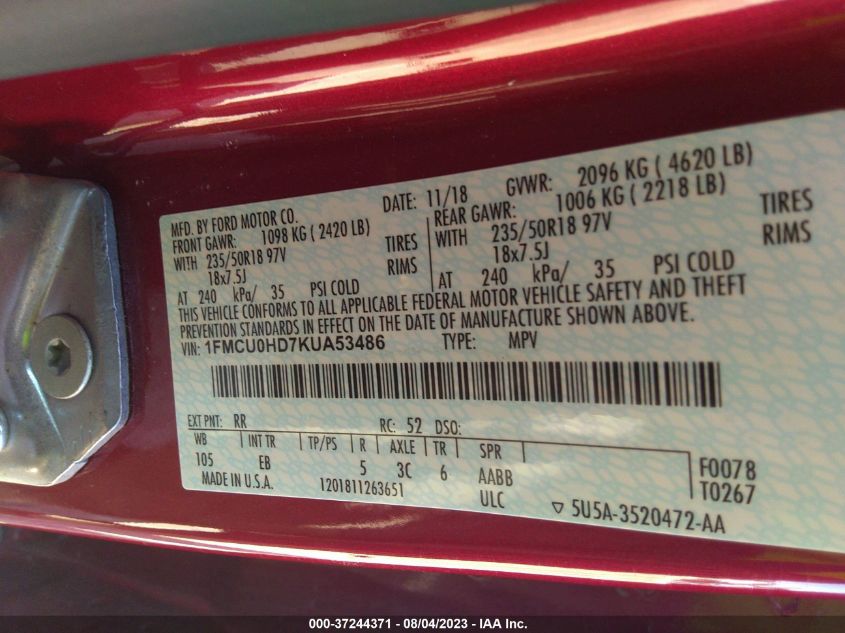 MFD. BY FORD MOTOR CO. DATE: 11/18 GVWR: 2096 KG ( 4620 LB)
FRONT GAWR: 1098 KG ( 2420 LB) REAR GAWR: 1006 KG ( 2218 LB)
WITH 235/50R18 97V TIRES WITH 235/50R18 97V TIRES
18x7.5J RIMS 18x7.5J RIMS
AT 240 kPa/ 35 PSI COLD AT 240 kPa/ 35 PSI COLD
THIS VEHICLE CONFORMS TO ALL APPLICABLE FEDERAL MOTOR VEHICLE SAFETY AND THEFT
PREVENTION STANDARDS IN EFFECT ON THE DATE OF MANUFACTURE SHOWN ABOVE.
VIN: 1FMCU0HD7KUA53486 TYPE: MPV
EXT PNT: RR RC: 52 DSO:
WB INT TR TP/PS R AXLE TR SPR
105 EB 5 3C 6 AABB F0078
MADE IN U.S.A. 1201811263651 ULC T0267
▽ 5U5A-3520472-AA
000-37244371 - 08/04/2023 - IAA Inc.